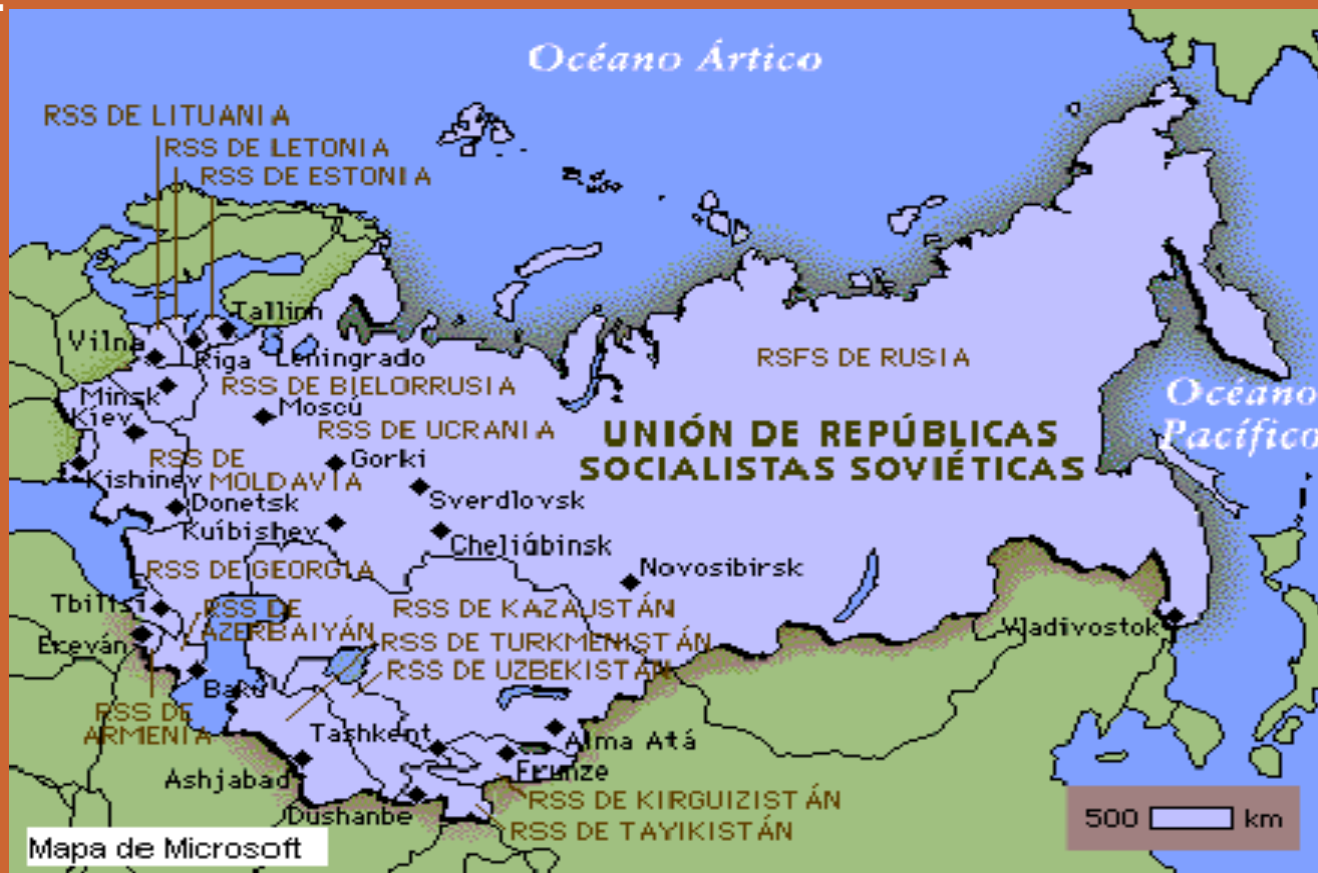 Océano Ártico
RSS DE LITUANIA
RSS DE LETONIA
RSS DE ESTONIA
Tallinn
Vilna
Riga
Leningrado
RSFS DE RUSIA
RSS DE BIELORRUSIA
Minsk
Moscú
Océano
Pacífico
Kiev
RSS DE UCRANIA
UNIÓN DE REPÚBLICAS
SOCIALISTAS SOVIÉTICAS
RSS DE
MOLDAVIA
Gorki
Kishinev
Donetsk
Sverdlovsk
Kuíbishev
Cheliábinsk
RSS DE GEORGIA
Novosibirsk
Tbilisi
RSS DE
AZERBAIYÁN
RSS DE KAZAJSTÁN
Vladivostok
Ereván
RSS DE TURKMENISTÁN
RSS DE UZBEKISTÁN
Bakú
RSS DE
ARMENIA
Tashkent
Alma Atá
Ashjabad
Frunze
Dushanbe
RSS DE KIRGUIZISTÁN
RSS DE TAYIKISTÁN
500 km
Mapa de Microsoft